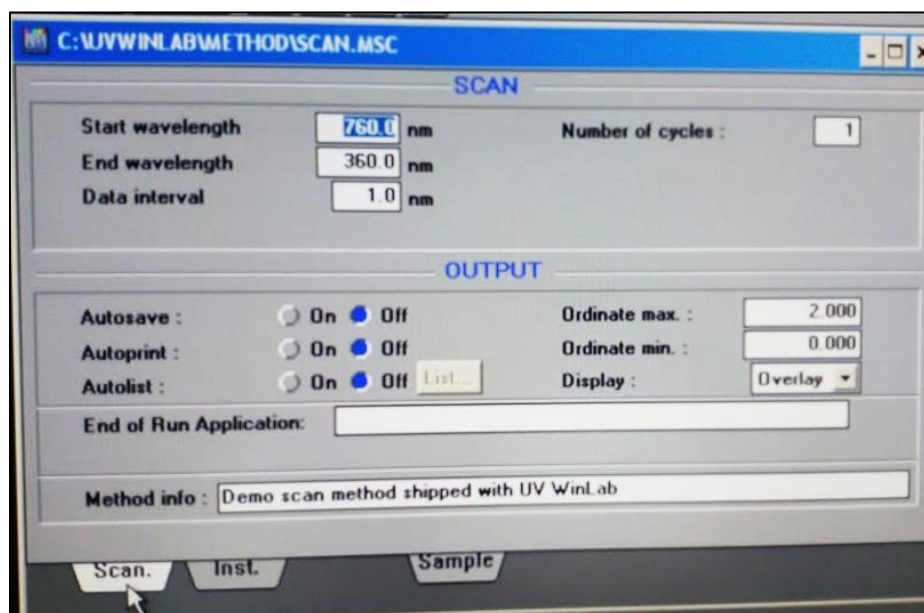 C:\UVWINLAB\METHOD\SCAN.MSC
SCAN
Start wavelength 760.0 nm Number of cycles : 1
End wavelength 360.0 nm
Data interval 1.0 nm
OUTPUT
Autosave : On Off Ordinate max. : 2.000
Autoprint : On Off Ordinate min. : 0.000
Autolist : On Off List... Display : Overlay
End of Run Application:
Method info : Demo scan method shipped with UV WinLab
Scan. Inst. Sample